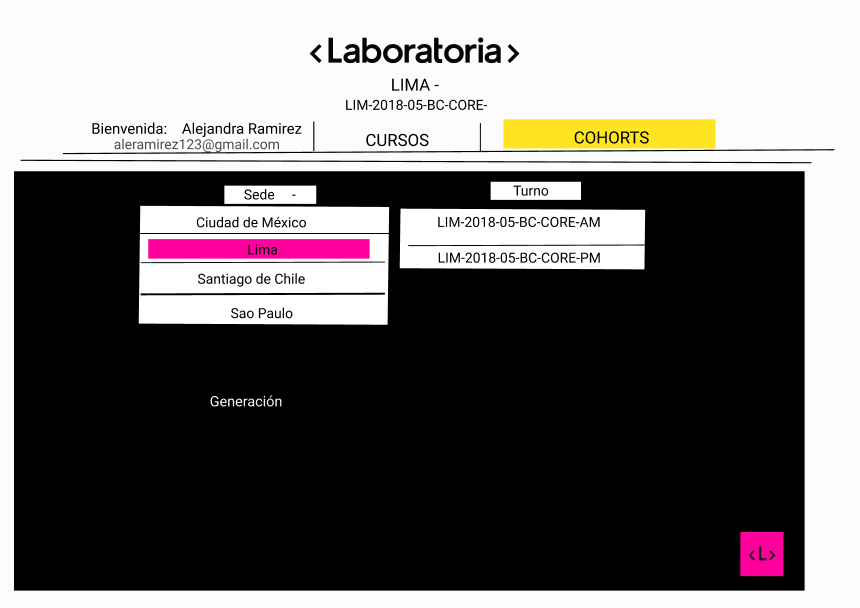 <Laboratoria>
LIMA -
LIM-2018-05-BC-CORE-
Bienvenida: Alejandra Ramirez
aleramirez123@gmail.com
CURSOS
COHORTS
Sede -
Turno
Ciudad de México
Lima
Santiago de Chile
Sao Paulo
LIM-2018-05-BC-CORE-AM
LIM-2018-05-BC-CORE-PM
Generación
<L>